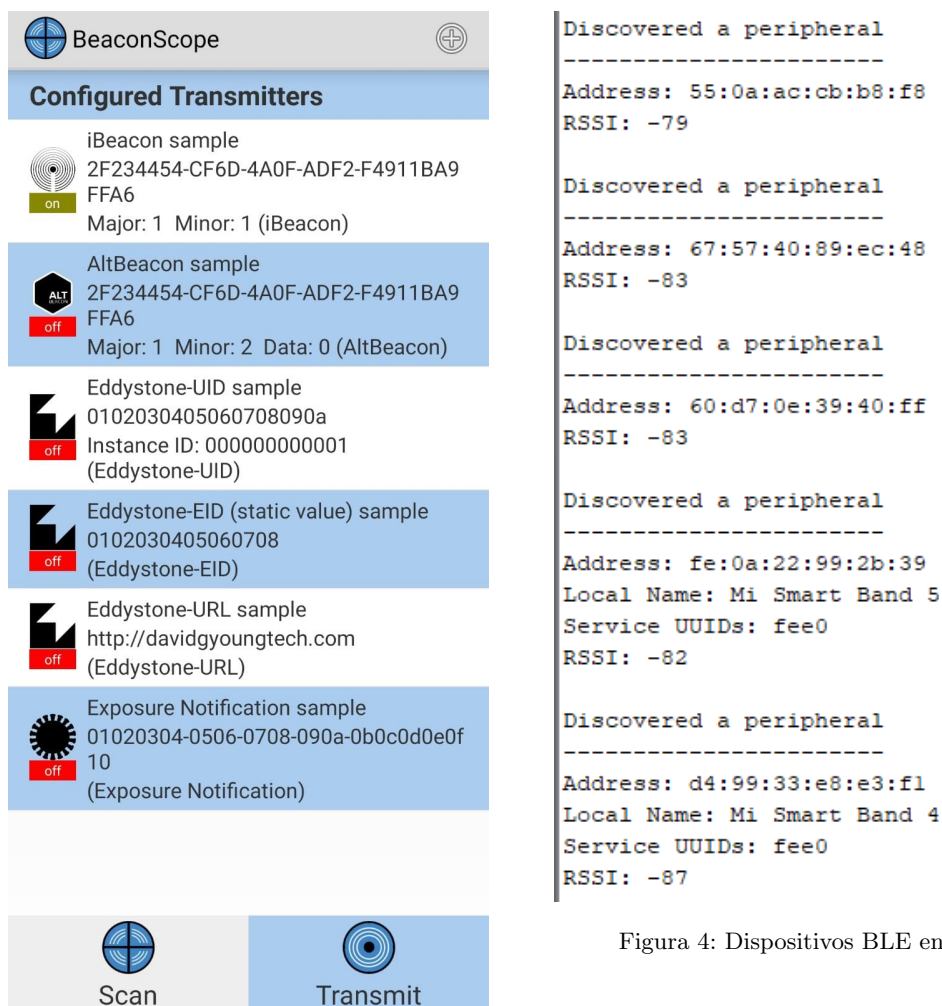 BeaconScope
Configured Transmitters
iBeacon sample
2F234454-CF6D-4A0F-ADF2-F4911BA9
FFA6
on
Major: 1 Minor: 1 (iBeacon)
AltBeacon sample
ALT
BEACON
2F234454-CF6D-4A0F-ADF2-F4911BA9
FFA6
off
Major: 1 Minor: 2 Data: 0 (AltBeacon)
Eddystone-UID sample
0102030405060708090a
off
Instance ID: 000000000001
(Eddystone-UID)
Eddystone-EID (static value) sample
0102030405060708
off
(Eddystone-EID)
Eddystone-URL sample
http://davidgyoungtech.com
off
(Eddystone-URL)
Exposure Notification sample
01020304-0506-0708-090a-0b0c0d0e0f
10
off
(Exposure Notification)
Scan
Transmit
Discovered a peripheral
------------------------
Address: 55:0a:ac:cb:b8:f8
RSSI: -79
Discovered a peripheral
------------------------
Address: 67:57:40:89:ec:48
RSSI: -83
Discovered a peripheral
------------------------
Address: 60:d7:0e:39:40:ff
RSSI: -83
Discovered a peripheral
------------------------
Address: fe:0a:22:99:2b:39
Local Name: Mi Smart Band 5
Service UUIDs: fee0
RSSI: -82
Discovered a peripheral
------------------------
Address: d4:99:33:e8:e3:f1
Local Name: Mi Smart Band 4
Service UUIDs: fee0
RSSI: -87
Figura 4: Dispositivos BLE en